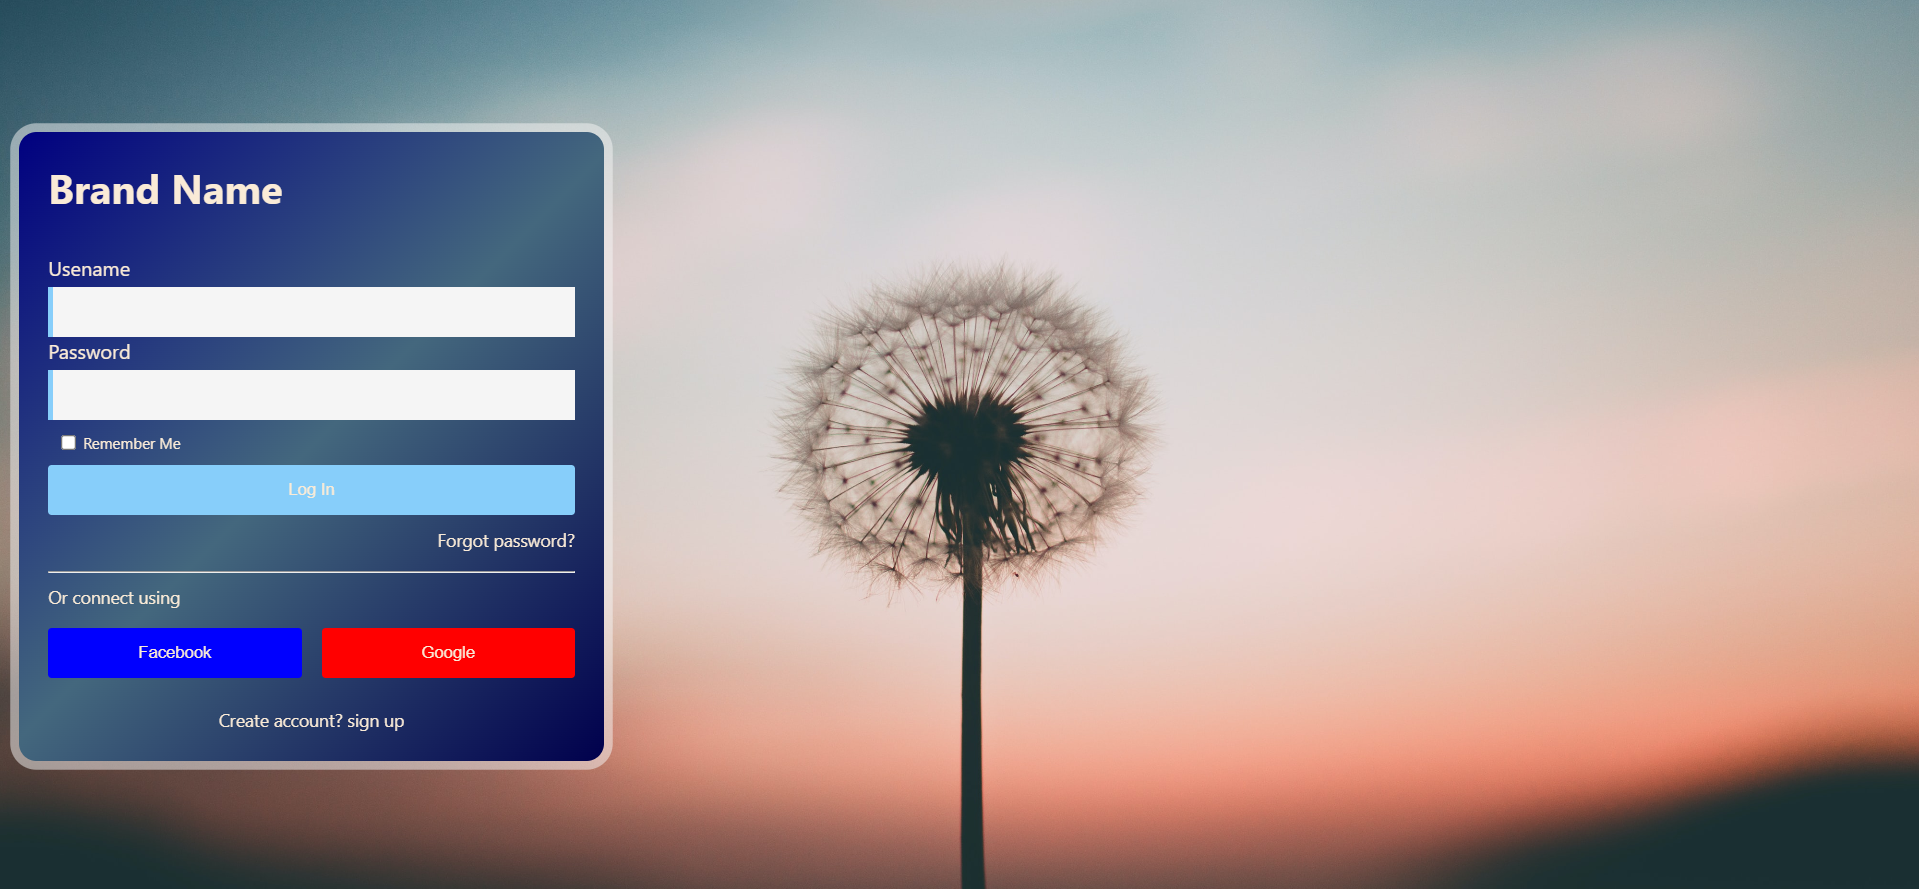 Brand Name
Usename
Password
Remember Me
Log In
Forgot password?
Or connect using
Facebook
Google
Create account? sign up